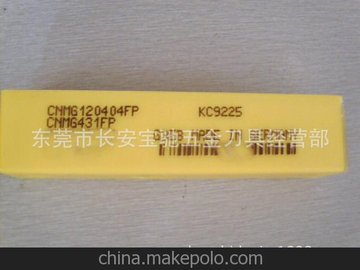 CNMG120404FP KC9225
CNMG431FP
东莞市长安宝驰五金刀具经营部
china.makepolo.com